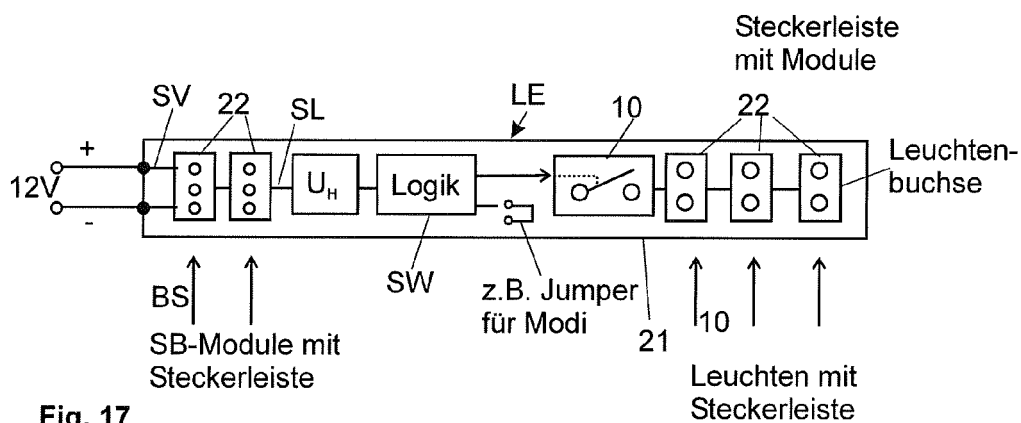 Steckerleiste
mit Module
SV
22
SL
LE
10
22
+
12V
-
U_H
Logik
Leuchten-
buchse
BS
SW
z.B. Jumper
für Modi
21
10
SB-Module mit
Steckerleiste
Leuchten mit
Steckerleiste
Fig. 17